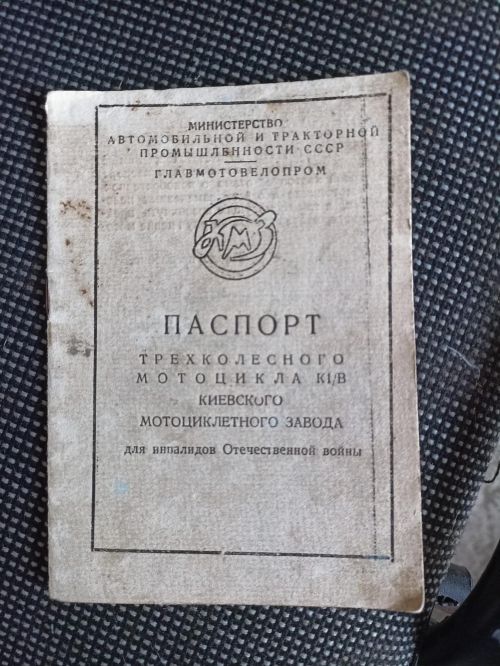 МИНИСТЕРСТВО
АВТОМОБИЛЬНОЙ И ТРАКТОРНОЙ
ПРОМЫШЛЕННОСТИ СССР
ГЛАВМОТОВЕЛОПРОМ
КМЗ
ПАСПОРТ
ТРЕХКОЛЕСНОГО
МОТОЦИКЛА К1/В
КИЕВСКОГО
МОТОЦИКЛЕТНОГО ЗАВОДА
для инвалидов Отечественной войны